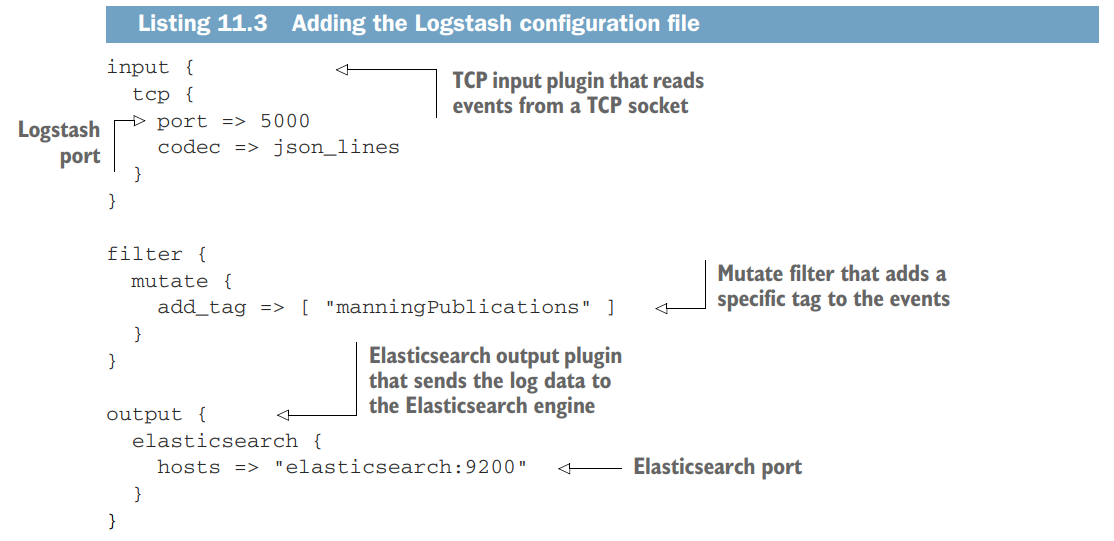 Listing 11.3 Adding the Logstash configuration file
input {
TCP input plugin that reads
events from a TCP socket
tcp {
Logstash
port
port => 5000
codec => json_lines
}
}
filter {
mutate {
Mutate filter that adds a
specific tag to the events
add_tag => [ "manningPublications" ]
}
}
Elasticsearch output plugin
that sends the log data to
the Elasticsearch engine
output {
elasticsearch {
hosts => "elasticsearch:9200"
Elasticsearch port
}
}